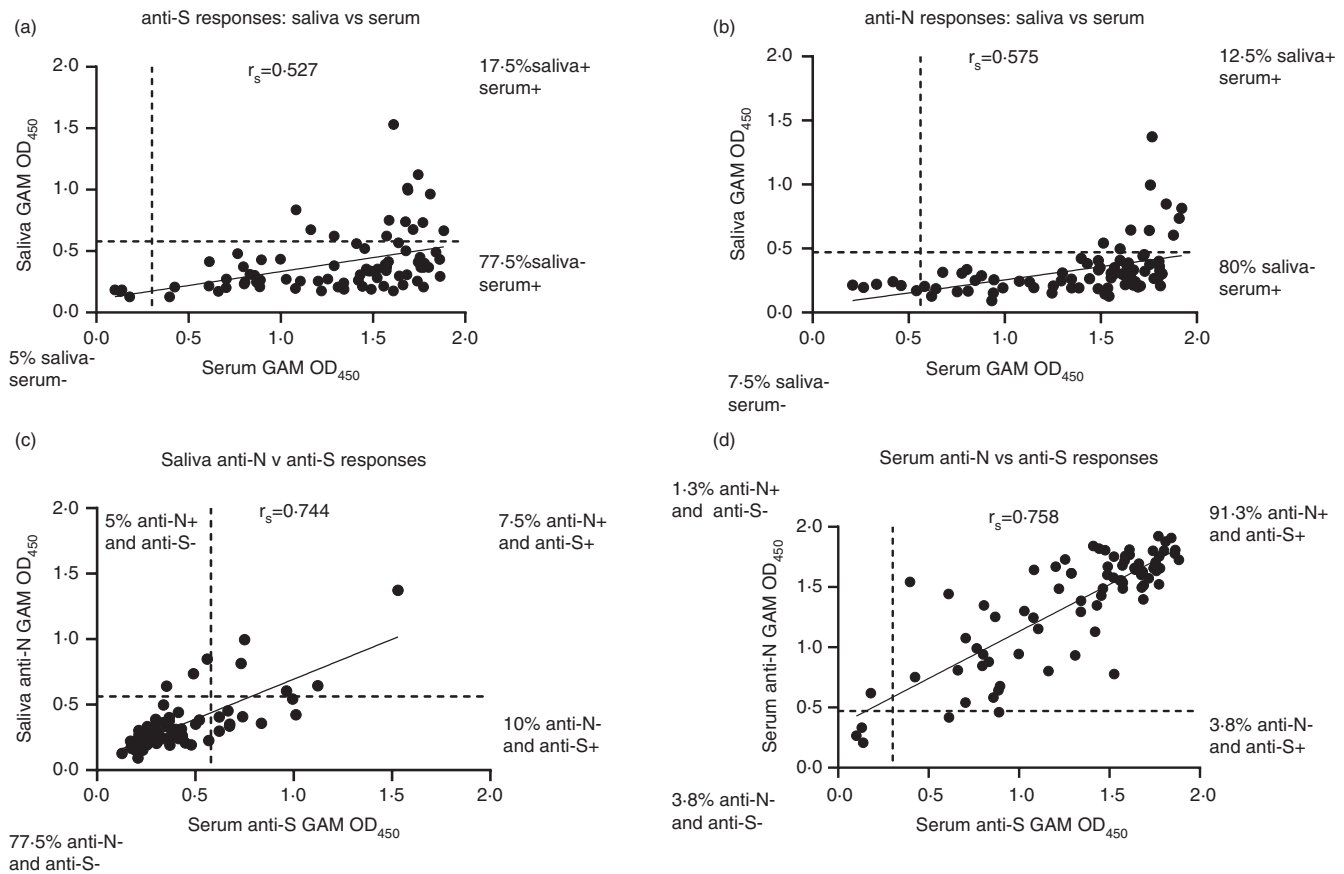 (a)
anti-S responses: saliva vs serum
2·0
1·5
1·0
0·5
0·0
Saliva GAM OD450
rs=0·527
17·5%saliva+
serum+
77·5%saliva-
serum+
0·0 0·5 1·0 1·5 2·0
5% saliva-
serum-
Serum GAM OD450
(b)
anti-N responses: saliva vs serum
2·0
1·5
1·0
0·5
0·0
Saliva GAM OD450
rs=0·575
12·5% saliva+
serum+
80% saliva-
serum+
0·0 0·5 1·0 1·5 2·0
Serum GAM OD450
7·5% saliva-
serum-
(c)
Saliva anti-N v anti-S responses
2·0
1·5
1·0
0·5
0·0
Saliva anti-N GAM OD450
5% anti-N+
and anti-S-
rs=0·744
7·5% anti-N+
and anti-S+
10% anti-N-
and anti-S+
0·0 0·5 1·0 1·5 2·0
Serum anti-S GAM OD450
77·5% anti-N-
and anti-S-
(d)
Serum anti-N vs anti-S responses
1·3% anti-N+
and anti-S-
2·0
1·5
1·0
0·5
0·0
Serum anti-N GAM OD450
rs=0·758
91·3% anti-N+
and anti-S+
3·8% anti-N-
and anti-S+
0·0 0·5 1·0 1·5 2·0
3·8% anti-N-
and anti-S-
Serum anti-S GAM OD450